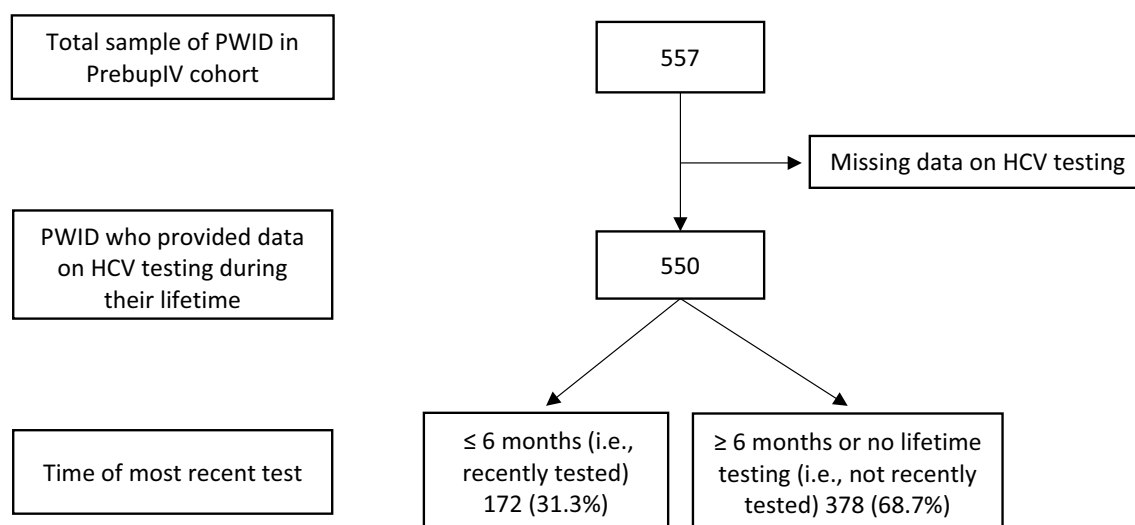 Total sample of PWID in
PrebupIV cohort
557
Missing data on HCV testing
PWID who provided data
on HCV testing during
their lifetime
550
Time of most recent test
≤ 6 months (i.e.,
recently tested)
172 (31.3%)
≥ 6 months or no lifetime
testing (i.e., not recently
tested) 378 (68.7%)